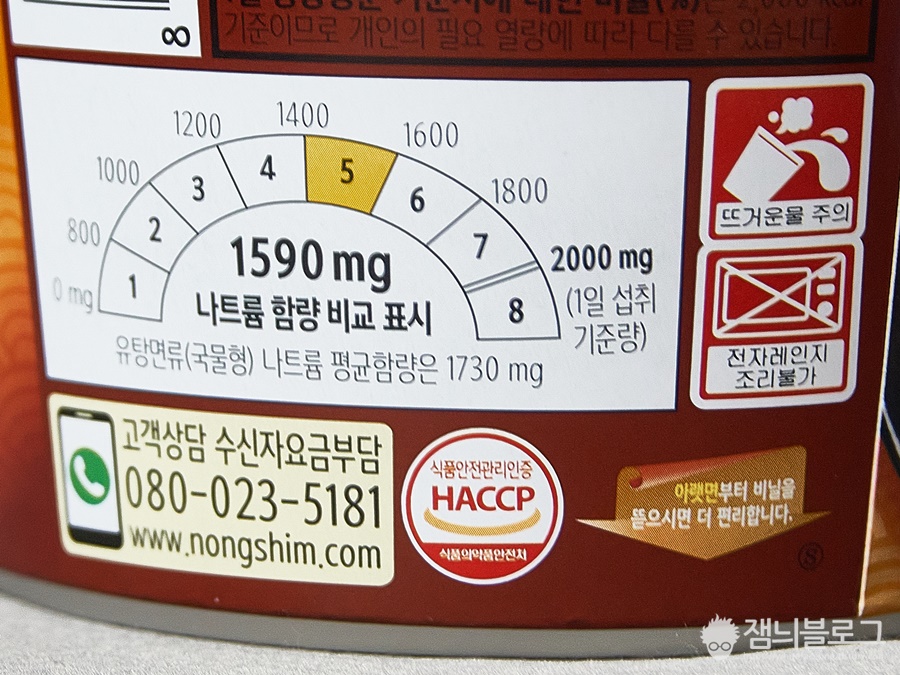 기준이므로 개인의 필요 열량에 따라 다를 수 있습니다.
8
0 mg
800
1000
1200
1400
1600
1800
2000 mg
(1일 섭취
기준량)
1
2
3
4
5
6
7
8
1590 mg
나트륨 함량 비교 표시
유탕면류(국물형) 나트륨 평균함량은 1730 mg
뜨거운물 주의
전자레인지
조리불가
고객상담 수신자요금부담
080-023-5181
www.nongshim.com
식품안전관리인증
HACCP
식품의약품안전처
아랫면부터 비닐을
뜯으시면 더 편리합니다.
S
잼늬블로그